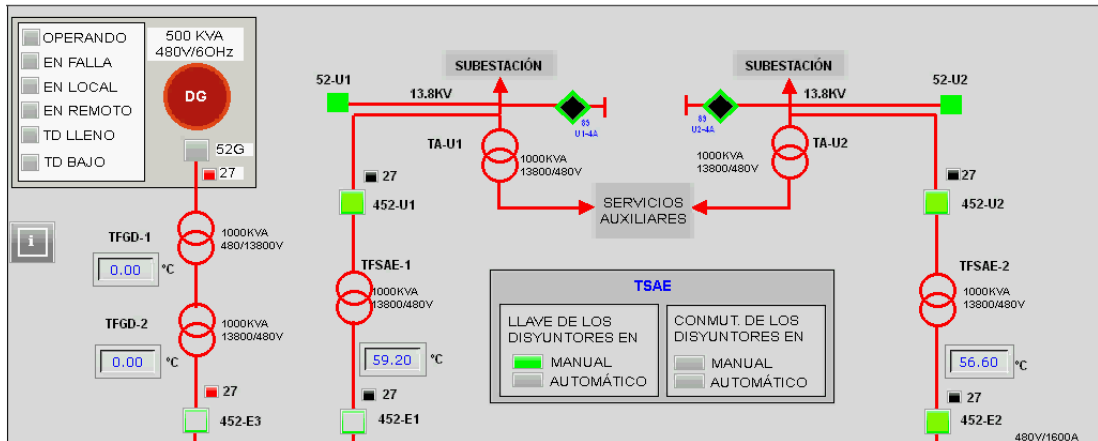 OPERANDO
EN FALLA
EN LOCAL
EN REMOTO
TD LLENO
TD BAJO
500 KVA
480V/60Hz
DG
52G
27
TFGD-1
1000KVA
480/13800V
0.00 °C
TFGD-2
1000KVA
13800/480V
0.00 °C
27
452-E3
i
52-U1
13.8KV
SUBESTACIÓN
89
U1-4A
TA-U1
1000KVA
13800/480V
27
452-U1
TFSAE-1
1000KVA
13800/480V
59.20 °C
27
452-E1
SERVICIOS
AUXILIARES
TSAE
LLAVE DE LOS
DISYUNTORES EN
MANUAL
AUTOMÁTICO
CONMUT. DE LOS
DISYUNTORES EN
MANUAL
AUTOMÁTICO
SUBESTACIÓN
13.8KV
52-U2
89
U2-4A
TA-U2
1000KVA
13800/480V
27
452-U2
TFSAE-2
1000KVA
13800/480V
56.60 °C
27
452-E2
480V/1600A